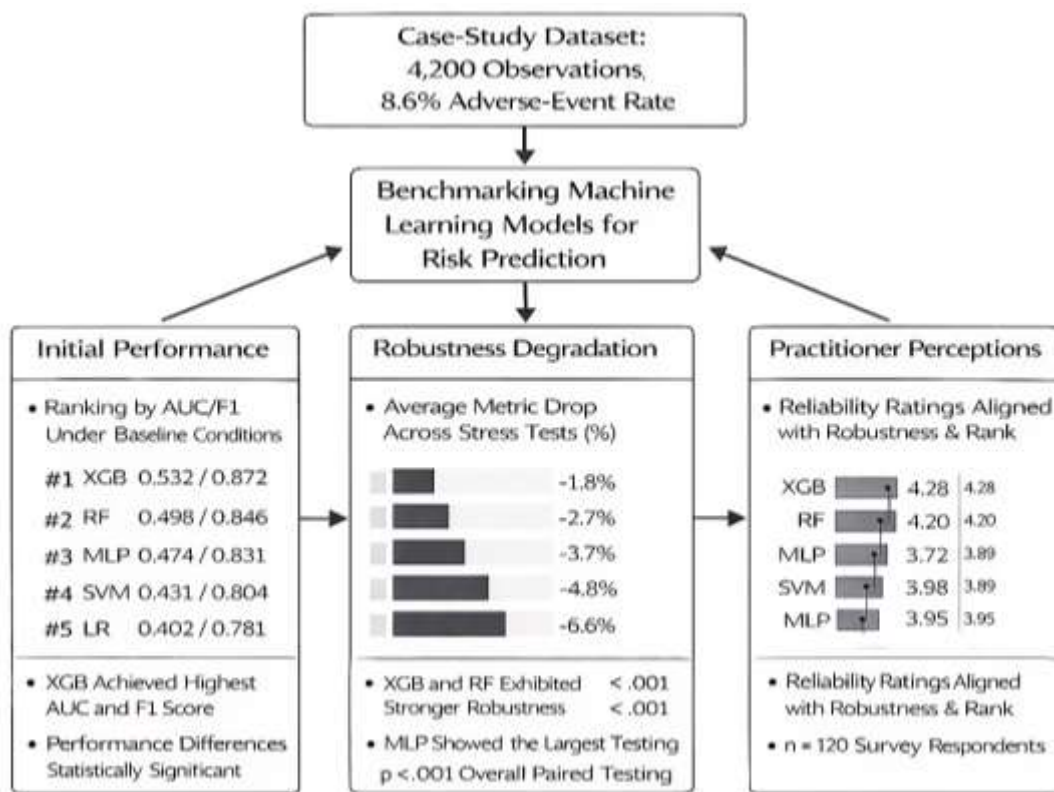 Case-Study Dataset:
4,200 Observations,
8.6% Adverse-Event Rate
Benchmarking Machine
Learning Models for
Risk Prediction
Initial Performance
• Ranking by AUC/F1
Under Baseline Conditions
#1 XGB 0.532 / 0.872
#2 RF 0.498 / 0.846
#3 MLP 0.474 / 0.831
#4 SVM 0.431 / 0.804
#5 LR 0.402 / 0.781
• XGB Achieved Highest
AUC and F1 Score
• Performance Differences
Statistically Significant
Robustness Degradation
• Average Metric Drop
Across Stress Tests (%)
-1.8%
-2.7%
-3.7%
-4.8%
-6.6%
• XGB and RF Exhibited < .001
Stronger Robustness < .001
• MLP Showed the Largest Testing
p <.001 Overall Paired Testing
Practitioner Perceptions
• Reliability Ratings Aligned
with Robustness & Rank
XGB 4.28 4.28
RF 4.20 4.20
MLP 3.72 3.89
SVM 3.98 3.89
MLP 3.95 3.95
• Reliability Ratings Aligned
with Robustness & Rank
• n = 120 Survey Respondents